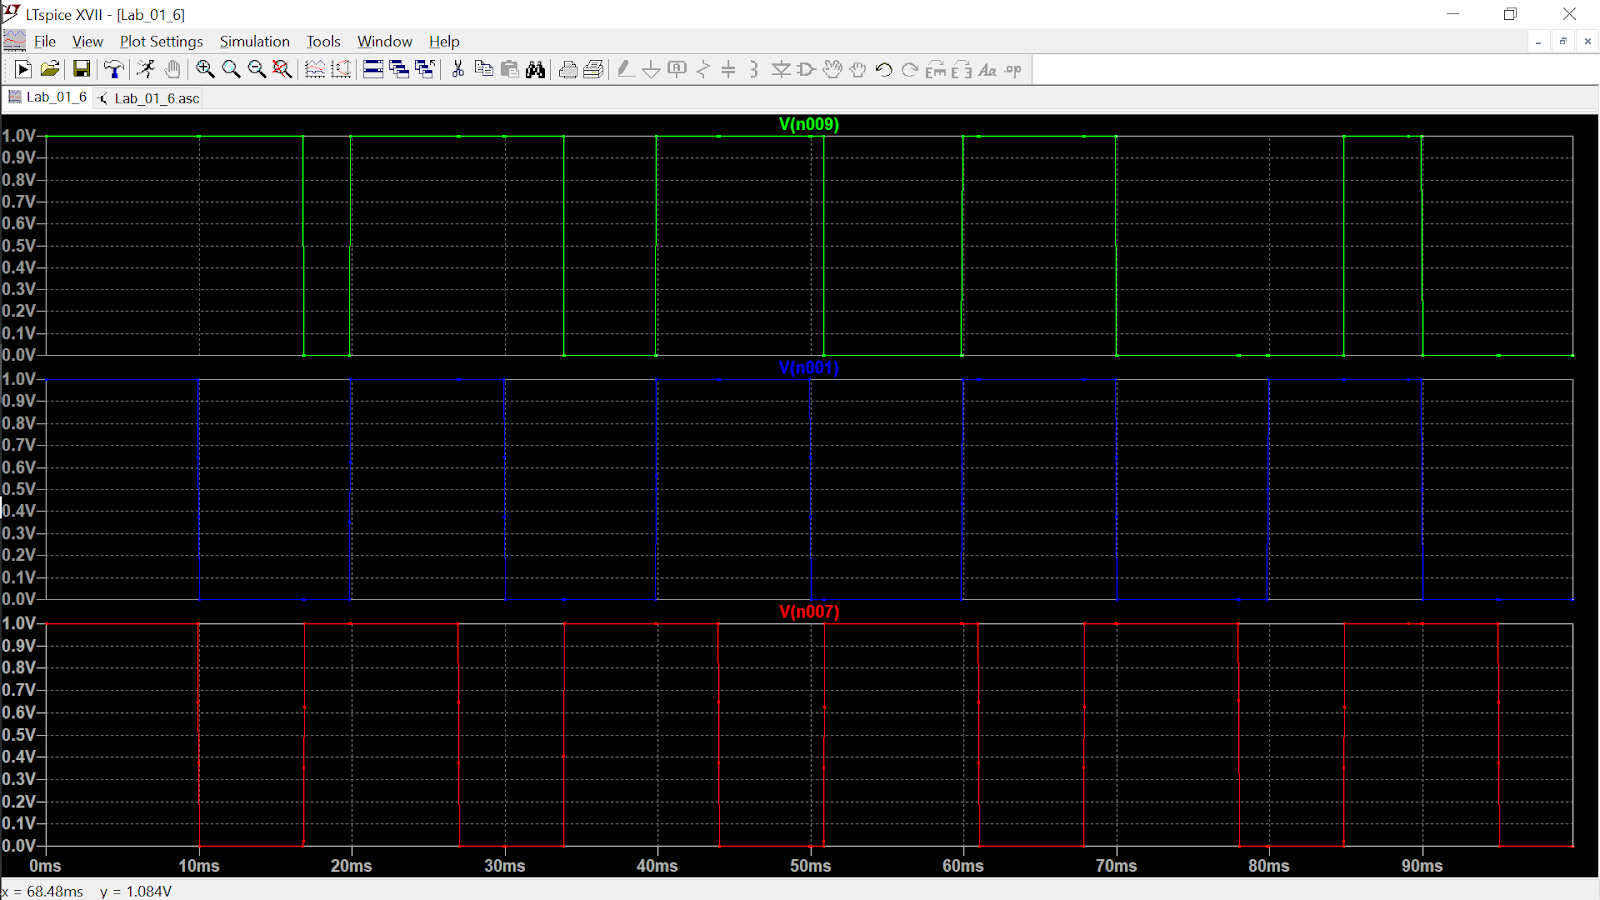 LTspice XVII - [Lab_01_6]
File View Plot Settings Simulation Tools Window Help
Aa .op
Lab_01_6 Lab_01_6.asc
V(n009)
1.0V
0.9V
0.8V
0.7V
0.6V
0.5V
0.4V
0.3V
0.2V
0.1V
0.0V
V(n001)
1.0V
0.9V
0.8V
0.7V
0.6V
0.5V
0.4V
0.3V
0.2V
0.1V
0.0V
V(n007)
1.0V
0.9V
0.8V
0.7V
0.6V
0.5V
0.4V
0.3V
0.2V
0.1V
0.0V
0ms 10ms 20ms 30ms 40ms 50ms 60ms 70ms 80ms 90ms
x = 68.48ms y = 1.084V